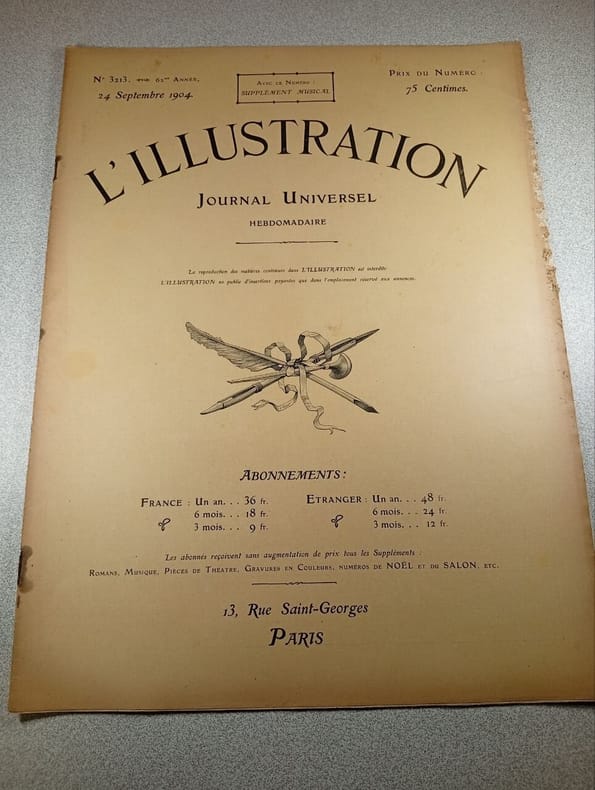 N° 3213. 62me Année.
24 Septembre 1904.
Avec ce Numéro :
SUPPLÉMENT MUSICAL
Prix du Numéro :
75 Centimes.
L'ILLUSTRATION
Journal Universel
HEBDOMADAIRE
La reproduction des matières contenues dans L'ILLUSTRATION est interdite
L'ILLUSTRATION ne publie d'insertions payantes que dans l'emplacement réservé aux annonces.
ABONNEMENTS :
FRANCE : Un an. . . 36 fr.
6 mois. . . 18 fr.
3 mois. . . 9 fr.
ETRANGER : Un an. . . 48 fr.
6 mois. . . 24 fr.
3 mois. . . 12 fr.
Les abonnés reçoivent sans augmentation de prix tous les Suppléments :
Romans, Musique, Pièces de Théatre, Gravures en Couleurs, numéros de NOËL et du SALON, etc.
13, Rue Saint-Georges
PARIS